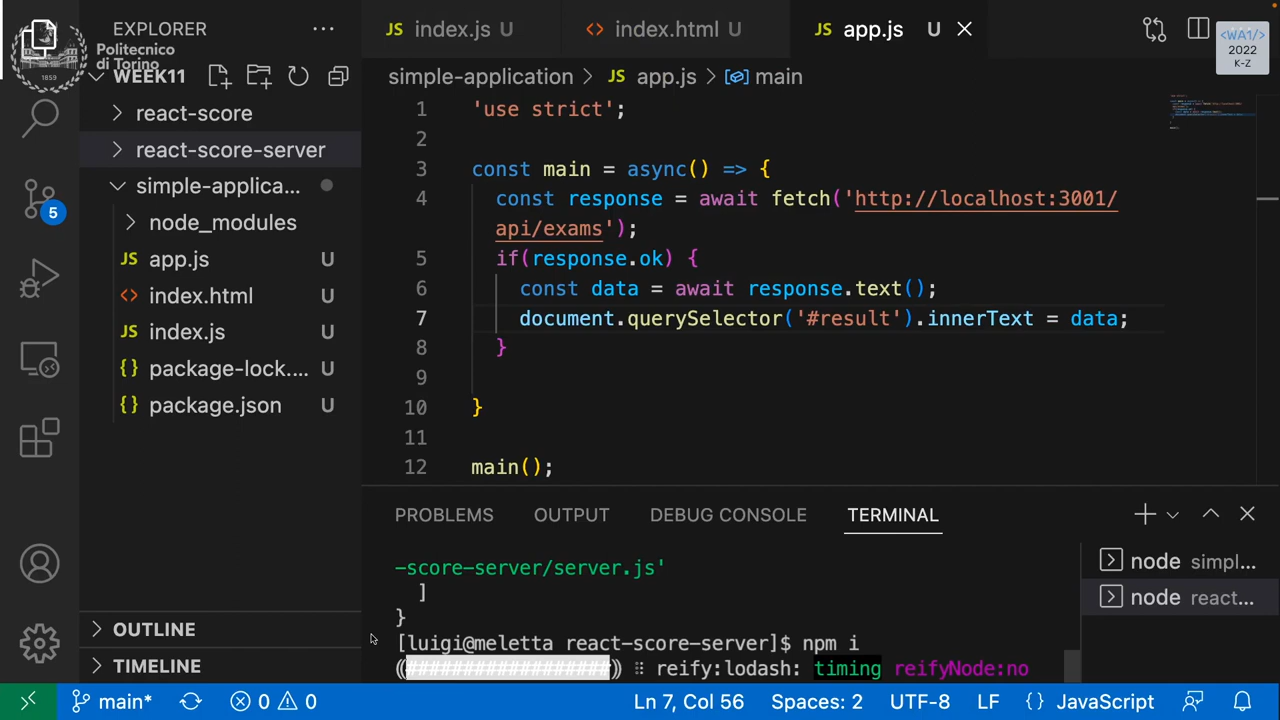 EXPLORER
Politecnico
di Torino
1859
WEEK11
react-score
react-score-server
simple-applica...
node_modules
app.js U
index.html U
index.js U
package-lock.... U
package.json U
OUTLINE
TIMELINE
5
JS index.js U
<> index.html U
JS app.js U
<WA1/>
2022
K-Z
simple-application > JS app.js > main
1 'use strict';
2
3 const main = async() => {
4 const response = await fetch('http://localhost:3001/
api/exams');
5 if(response.ok) {
6 const data = await response.text();
7 document.querySelector('#result').innerText = data;
8 }
9
10 }
11
12 main();
PROBLEMS OUTPUT DEBUG CONSOLE TERMINAL
-score-server/server.js'
]
}
[luigi@meletta react-score-server]$ npm i
(##################) ⠸ reify:lodash: timing reifyNode:no
node simpl...
node react...
main* 0 0 Ln 7, Col 56 Spaces: 2 UTF-8 LF {} JavaScript